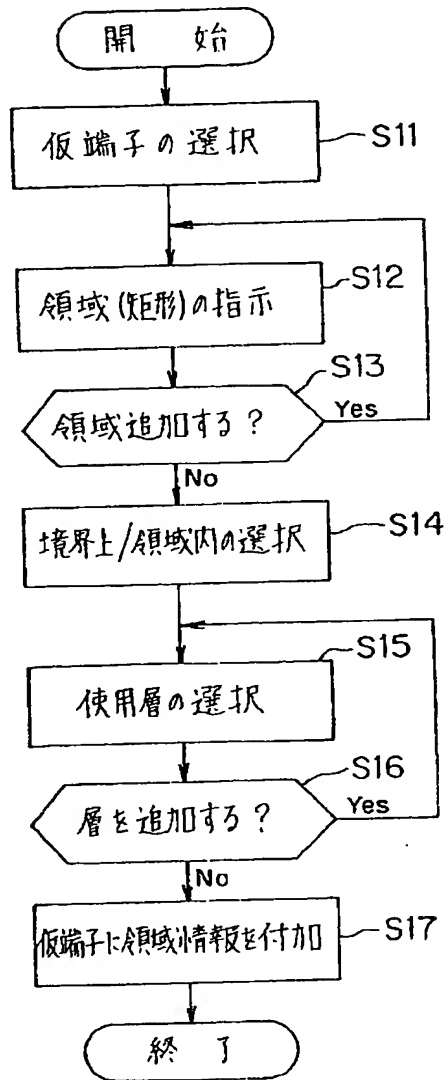 開 始
仮端子の選択
S11
領域(矩形)の指示
S12
領域追加する?
S13
Yes
No
境界上/領域内の選択
S14
使用層の選択
S15
層を追加する?
S16
Yes
No
仮端子に領域情報を付加
S17
終 了